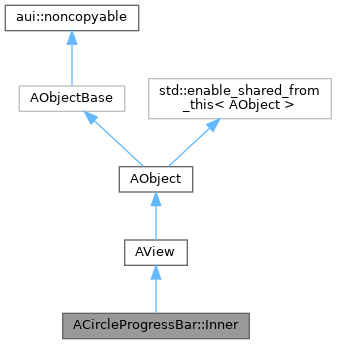 aui::noncopyable
AObjectBase
std::enable_shared_from
_this< AObject >
AObject
AView
ACircleProgressBar::Inner